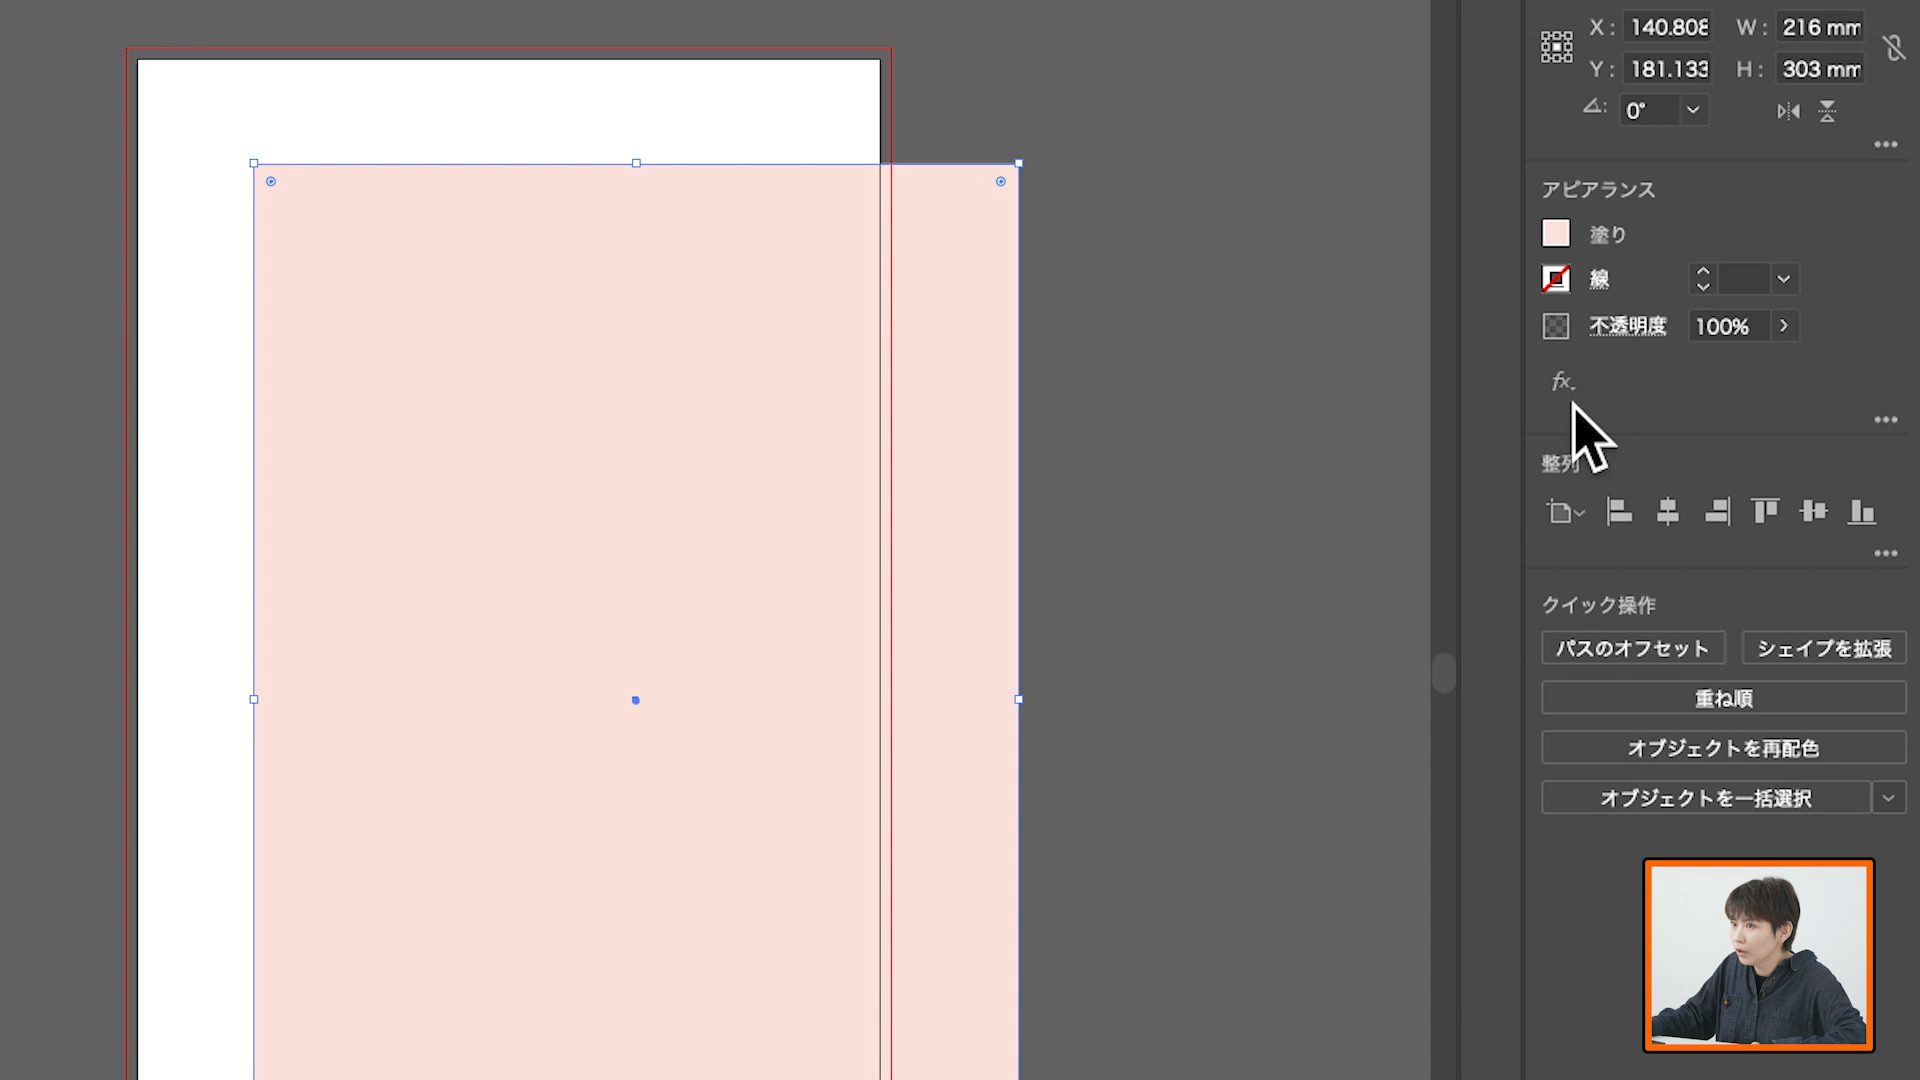 X : 140.808 W : 216 mm
Y : 181.133 H : 303 mm
0°
アピアランス
塗り
線
不透明度 100%
fx.
整列
クイック操作
パスのオフセット シェイプを拡張
重ね順
オブジェクトを再配色
オブジェクトを一括選択